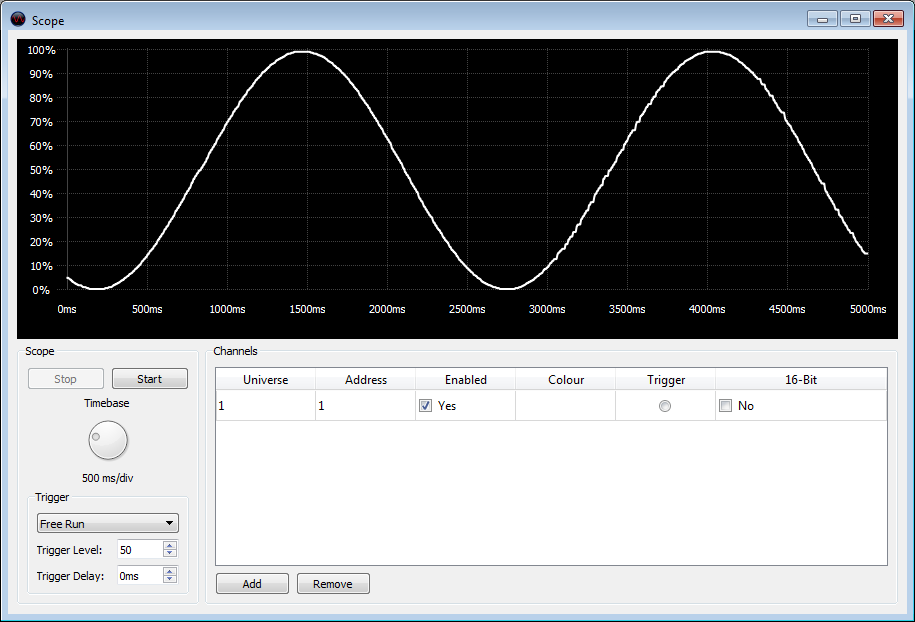 Scope
100%
90%
80%
70%
60%
50%
40%
30%
20%
10%
0%
0ms 500ms 1000ms 1500ms 2000ms 2500ms 3000ms 3500ms 4000ms 4500ms 5000ms
Scope
Stop Start
Timebase
500 ms/div
Trigger
Free Run
Trigger Level: 50
Trigger Delay: 0ms
Channels
Universe Address Enabled Colour Trigger 16-Bit
1 1 Yes No
Add Remove